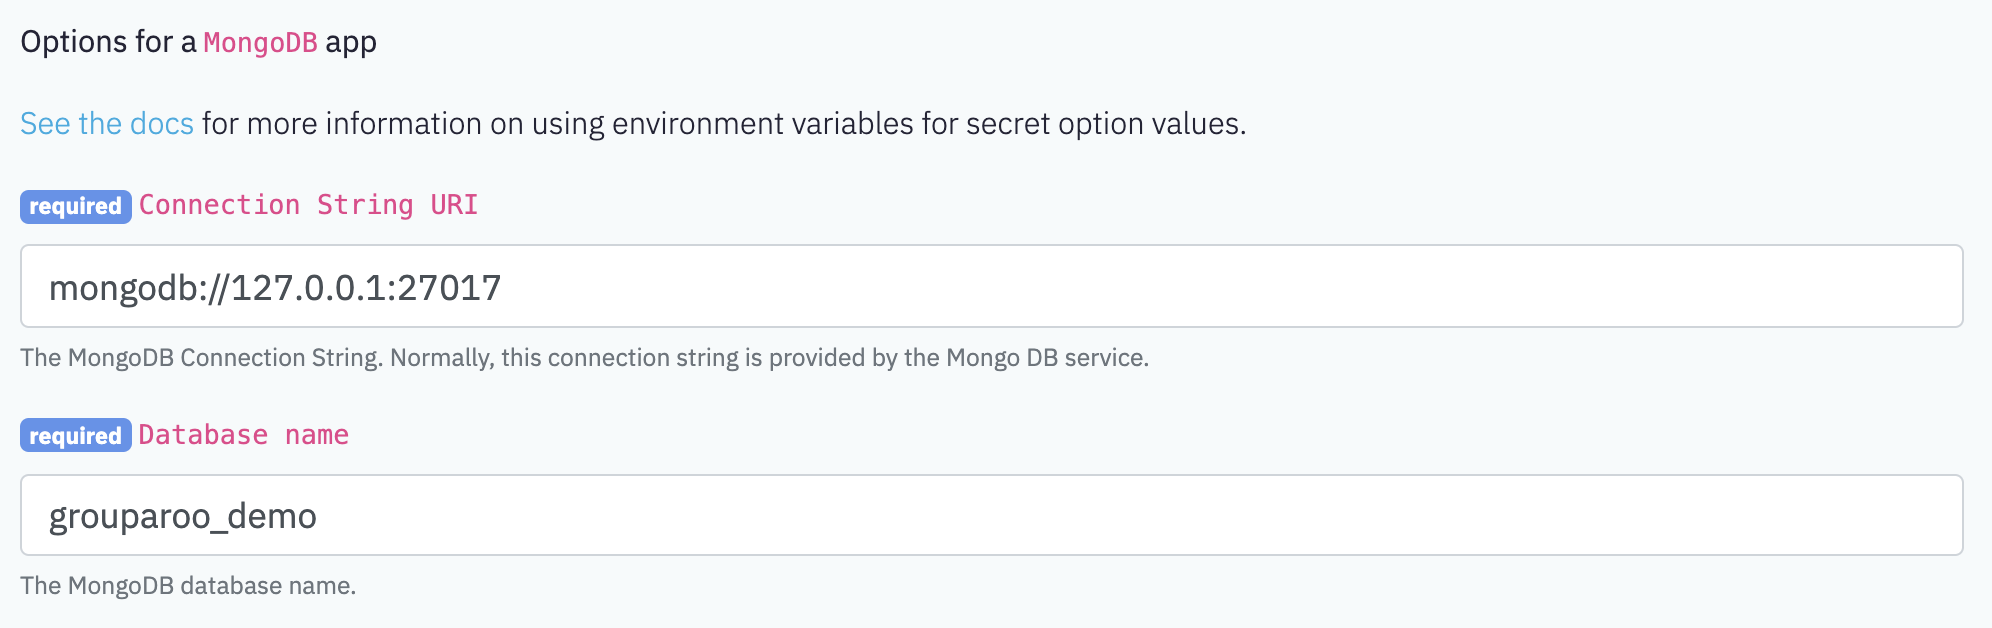 Options for a MongoDB app
See the docs for more information on using environment variables for secret option values.
required Connection String URI
mongodb://127.0.0.1:27017
The MongoDB Connection String. Normally, this connection string is provided by the Mongo DB service.
required Database name
grouparoo_demo
The MongoDB database name.